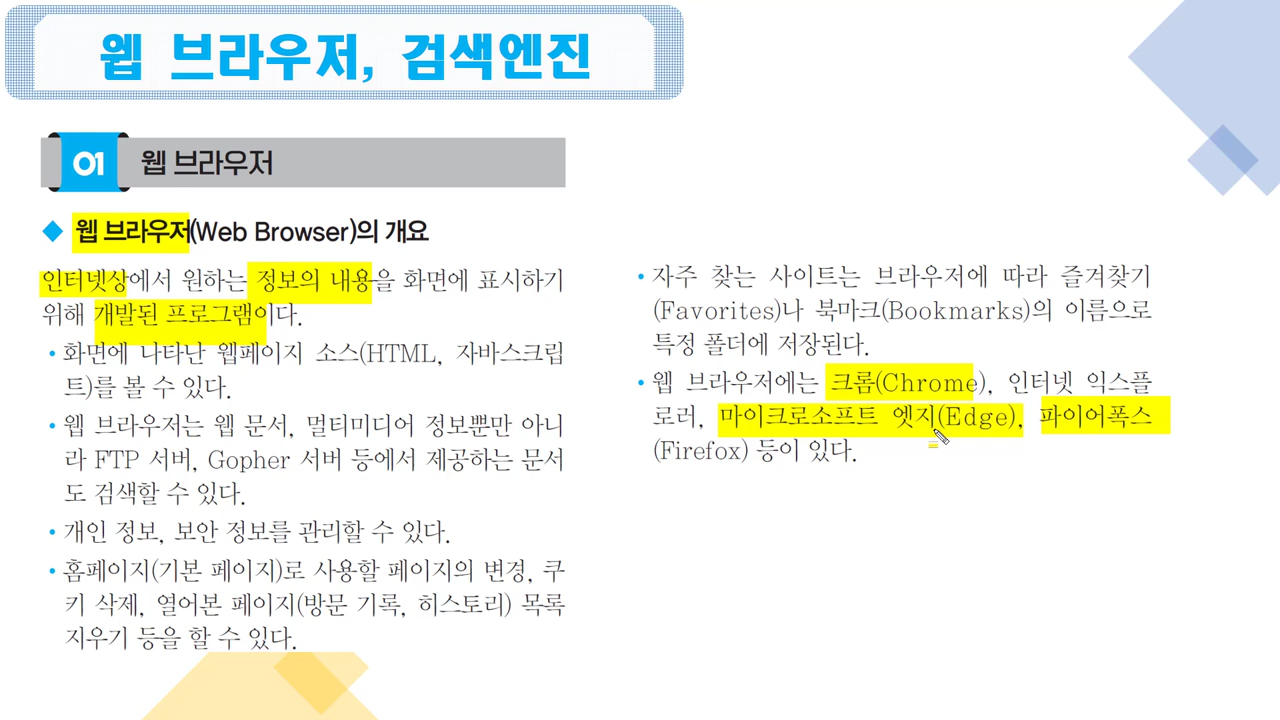 웹 브라우저, 검색엔진
01 웹 브라우저
웹 브라우저(Web Browser)의 개요
인터넷상에서 원하는 정보의 내용을 화면에 표시하기
위해 개발된 프로그램이다.
• 화면에 나타난 웹페이지 소스(HTML, 자바스크립
트)를 볼 수 있다.
• 웹 브라우저는 웹 문서, 멀티미디어 정보뿐만 아니
라 FTP 서버, Gopher 서버 등에서 제공하는 문서
도 검색할 수 있다.
• 개인 정보, 보안 정보를 관리할 수 있다.
• 홈페이지(기본 페이지)로 사용할 페이지의 변경, 쿠
키 삭제, 열어본 페이지(방문 기록, 히스토리) 목록
지우기 등을 할 수 있다.
• 자주 찾는 사이트는 브라우저에 따라 즐겨찾기
(Favorites)나 북마크(Bookmarks)의 이름으로
특정 폴더에 저장된다.
• 웹 브라우저에는 크롬(Chrome), 인터넷 익스플
로러, 마이크로소프트 엣지(Edge), 파이어폭스
(Firefox) 등이 있다.